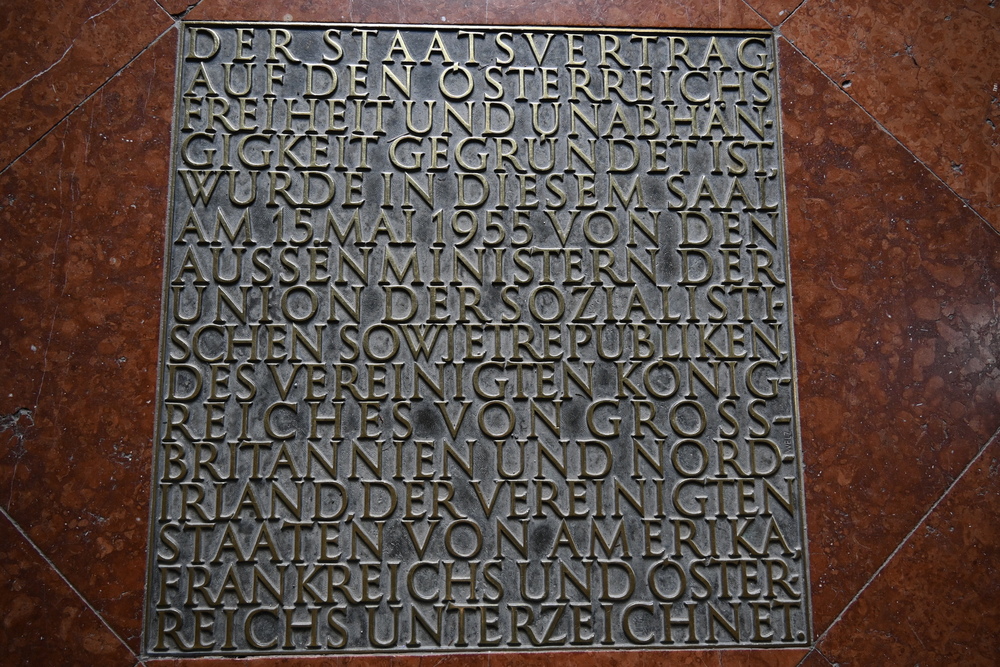 DER STAATSVERTRAG,
AUF DEN ÖSTERREICHS
FREIHEIT UND UNABHÄN-
GIGKEIT GEGRÜNDET IST,
WURDE IN DIESEM SAAL
AM 15. MAI 1955 VON DEN
AUSSENMINISTERN DER
UNION DER SOZIALISTI-
SCHEN SOWJETREPUBLIKEN,
DES VEREINIGTEN KÖNIG-
REICHES VON GROSS-
BRITANNIEN UND NORD-
IRLAND, DER VEREINIGTEN
STAATEN VON AMERIKA,
FRANKREICHS UND ÖSTER-
REICHS UNTERZEICHNET.